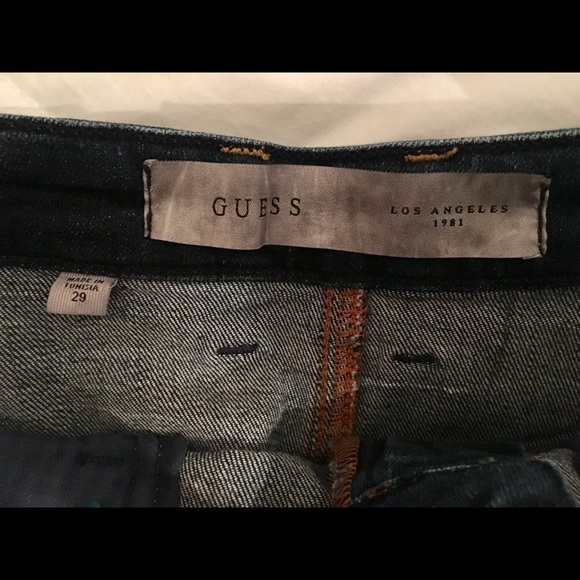 GUESS
LOS ANGELES
1981
MADE IN
TUNISIA
29